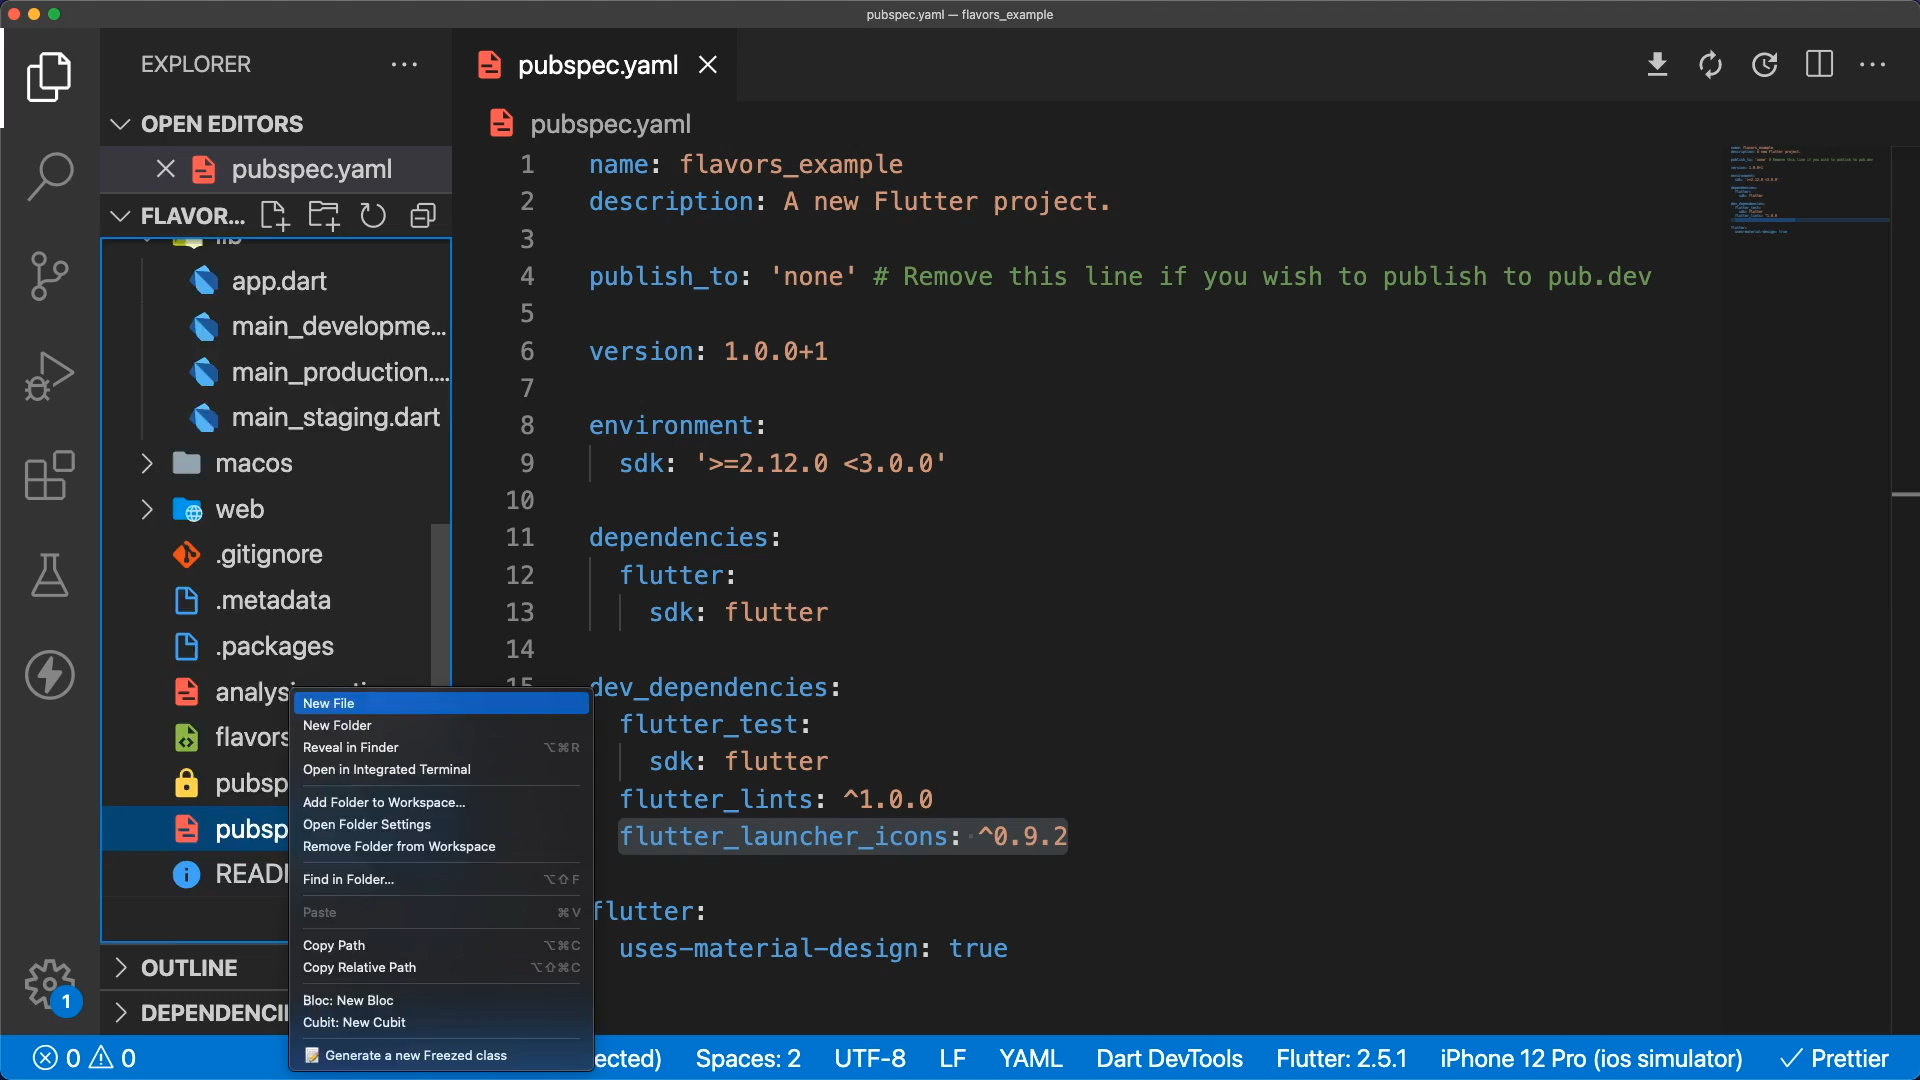 pubspec.yaml — flavors_example
EXPLORER
OPEN EDITORS
pubspec.yaml
FLAVOR...
lib
app.dart
main_developme...
main_production....
main_staging.dart
macos
web
.gitignore
.metadata
.packages
flavors
pubsp
pubsp
OUTLINE
pubspec.yaml
pubspec.yaml
1 name: flavors_example
2 description: A new Flutter project.
3
4 publish_to: 'none' # Remove this line if you wish to publish to pub.dev
5
6 version: 1.0.0+1
7
8 environment:
9 sdk: '>=2.12.0 <3.0.0'
10
11 dependencies:
12 flutter:
13 sdk: flutter
14
15 dev_dependencies:
flutter_test:
sdk: flutter
flutter_lints: ^1.0.0
flutter_launcher_icons: ^0.9.2
flutter:
uses-material-design: true
New File
New Folder
Reveal in Finder ⌥⌘R
Open in Integrated Terminal
Add Folder to Workspace...
Open Folder Settings
Remove Folder from Workspace
Find in Folder... ⌥⇧F
Paste ⌘V
Copy Path ⌥⌘C
Copy Relative Path ⌥⇧⌘C
Bloc: New Bloc
Cubit: New Cubit
Generate a new Freezed class
1
0 0
ected) Spaces: 2 UTF-8 LF YAML Dart DevTools Flutter: 2.5.1 iPhone 12 Pro (ios simulator) Prettier